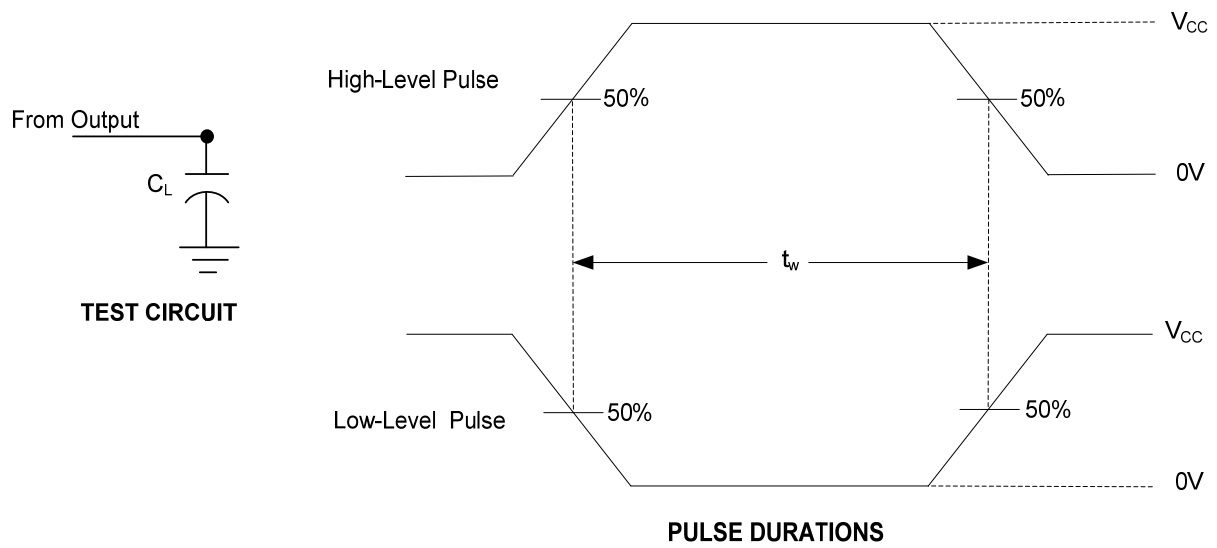 From Output
C_L
TEST CIRCUIT
High-Level Pulse
50%
50%
V_CC
0V
t_w
Low-Level Pulse
50%
50%
V_CC
0V
PULSE DURATIONS